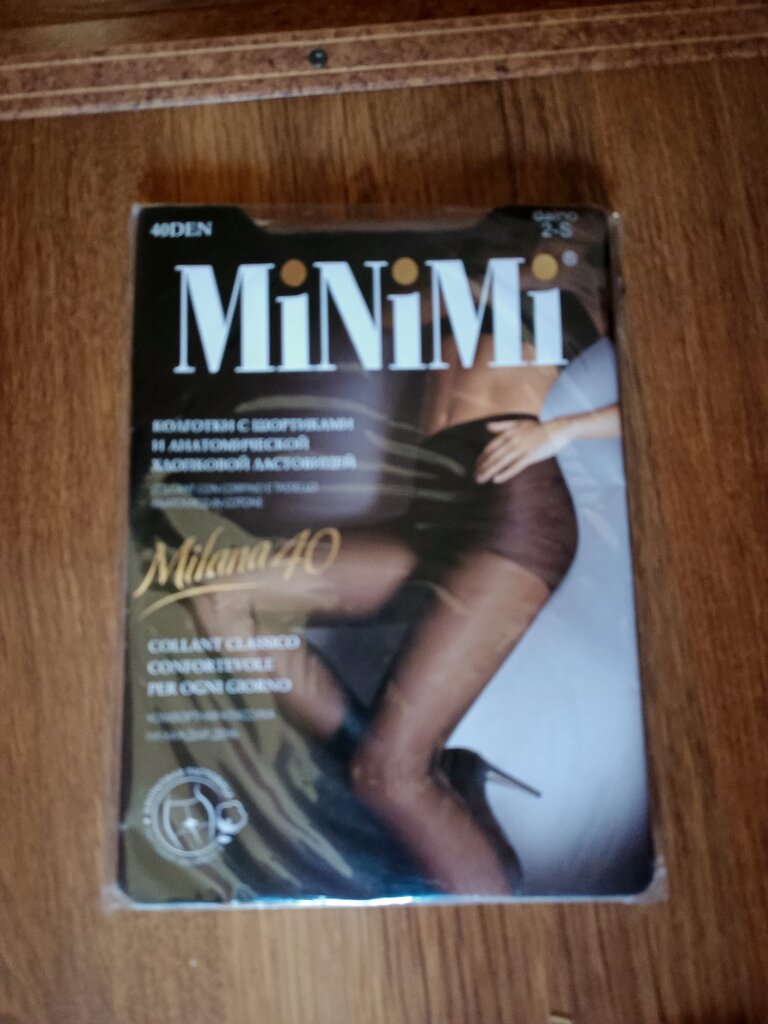 40DEN
2-S
MiNiMi®
КОЛГОТКИ С ШОРТИКАМИ
И АНАТОМИЧЕСКОЙ
ХЛОПКОВОЙ ЛАСТОВИЦЕЙ
Milana 40
COLLANT CLASSICO
CONFORTEVOLE
PER OGNI GIORNO